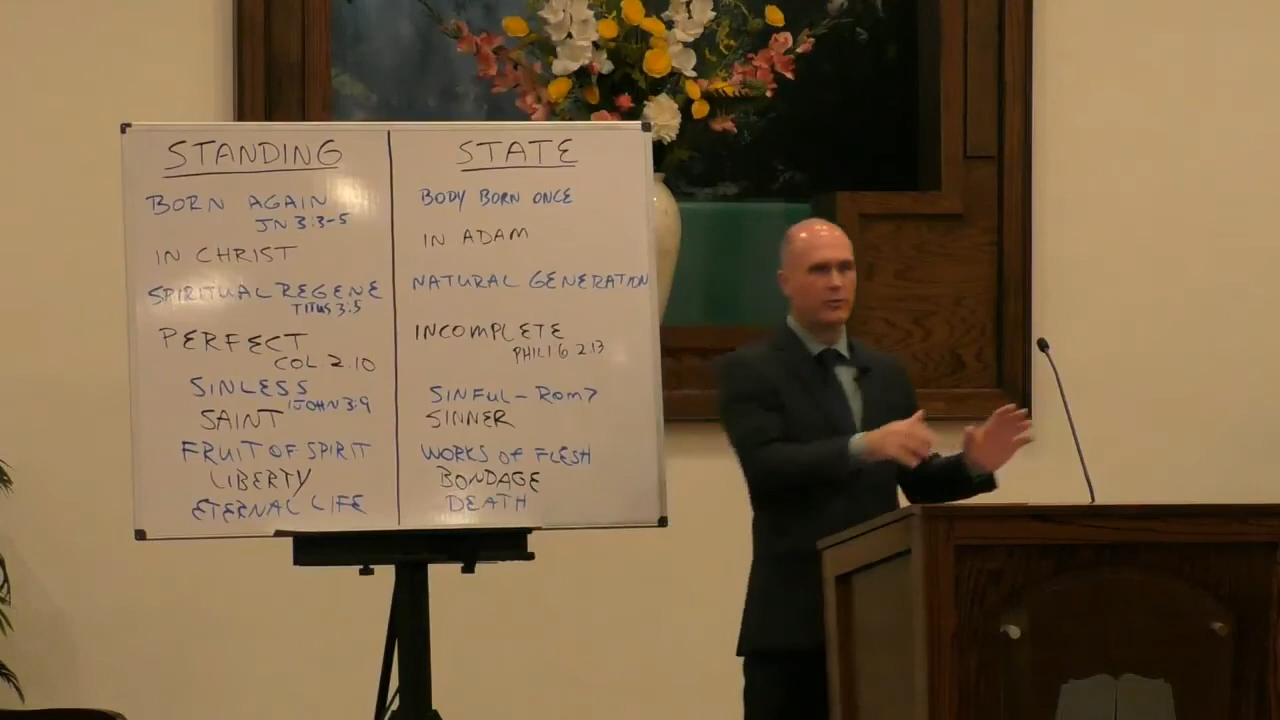 STANDING
BORN AGAIN
JN 3:3-5
IN CHRIST
SPIRITUAL REGENE
TITUS 3:5
PERFECT
COL 2.10
SINLESS
1JOHN 3:9
SAINT
FRUIT OF SPIRIT
LIBERTY
ETERNAL LIFE
STATE
BODY BORN ONCE
IN ADAM
NATURAL GENERATION
INCOMPLETE
PHIL 1 6 2.13
SINFUL - ROM 7
SINNER
WORKS OF FLESH
BONDAGE
DEATH